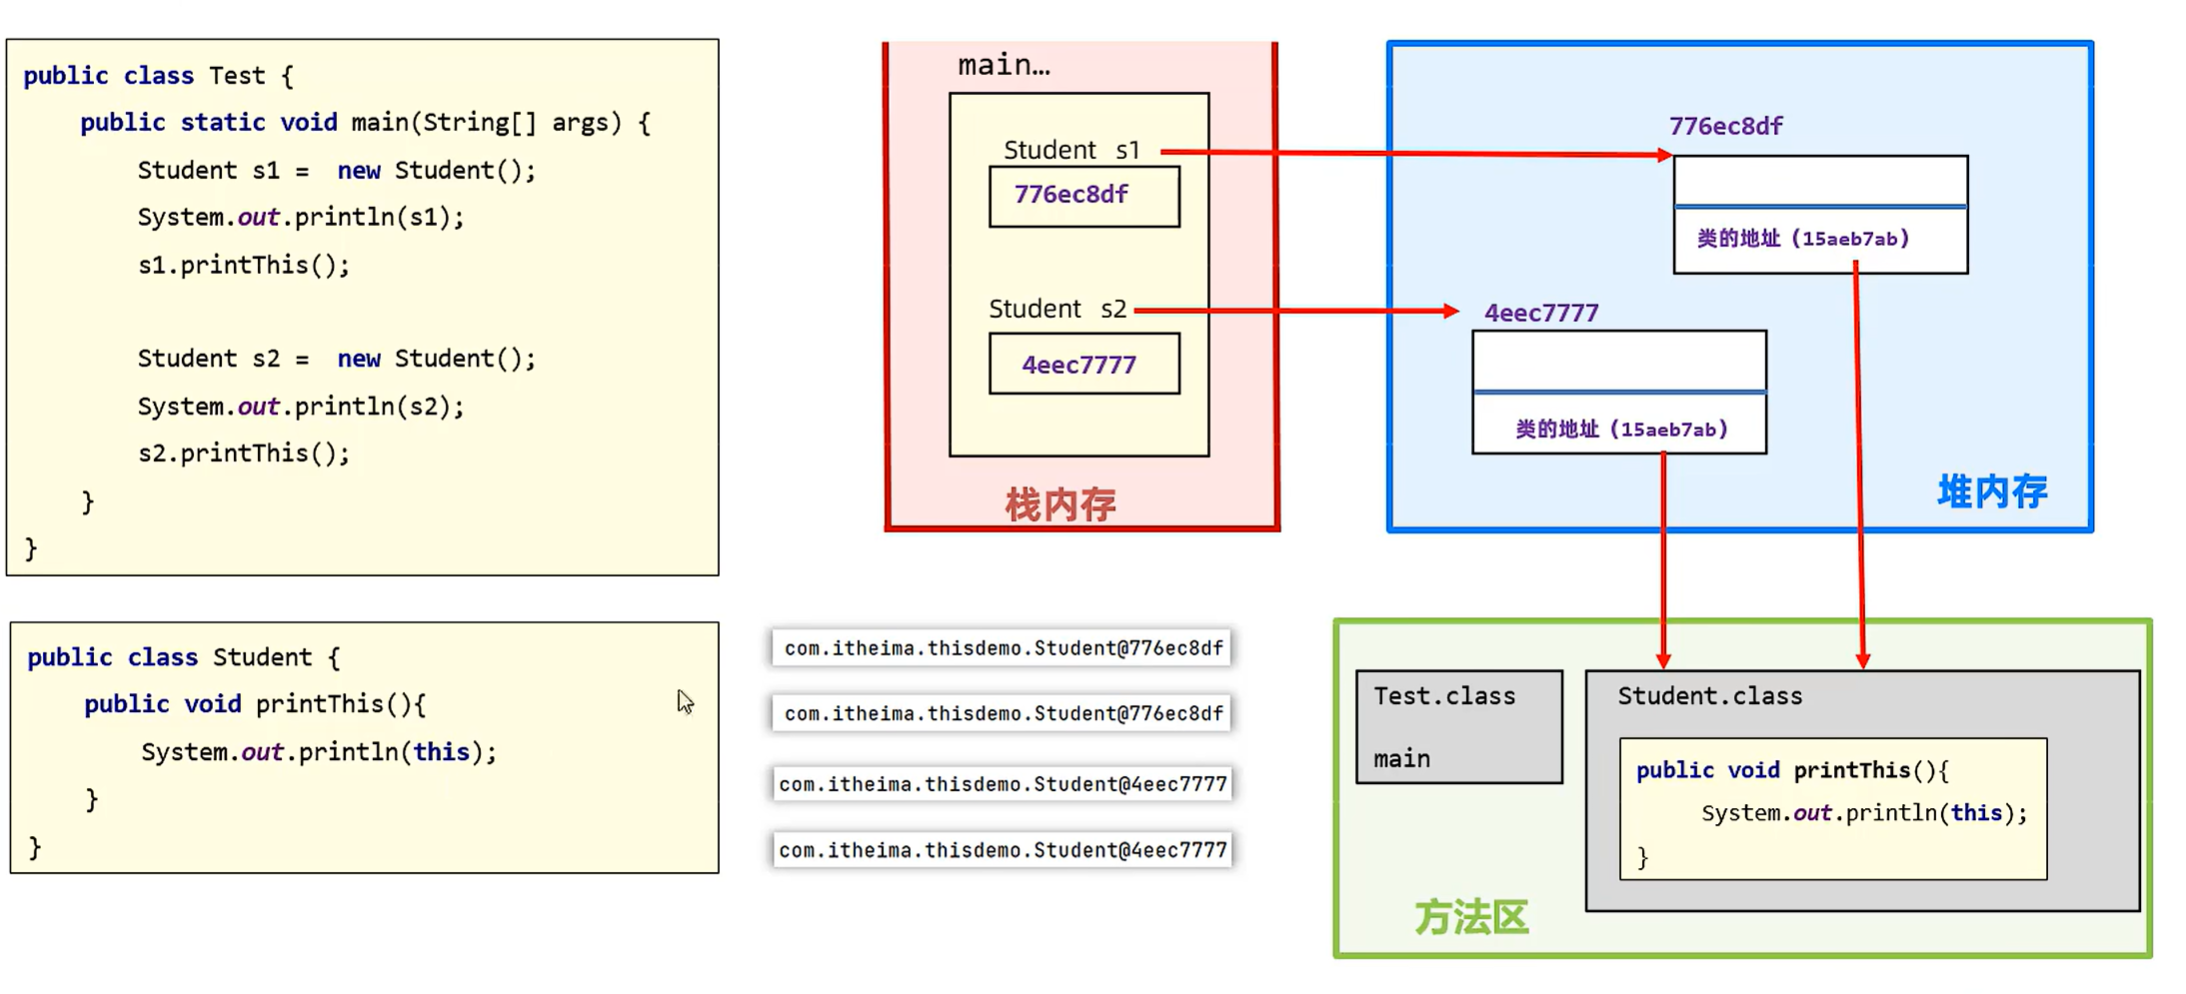 public class Test {
public static void main(String[] args) {
Student s1 = new Student();
System.out.println(s1);
s1.printThis();
Student s2 = new Student();
System.out.println(s2);
s2.printThis();
}
}
public class Student {
public void printThis(){
System.out.println(this);
}
}
main…
Student s1
776ec8df
Student s2
4eec7777
栈内存
776ec8df
类的地址（15aeb7ab）
4eec7777
类的地址（15aeb7ab）
堆内存
com.itheima.thisdemo.Student@776ec8df
com.itheima.thisdemo.Student@776ec8df
com.itheima.thisdemo.Student@4eec7777
com.itheima.thisdemo.Student@4eec7777
Test.class
main
Student.class
public void printThis(){
System.out.println(this);
}
方法区